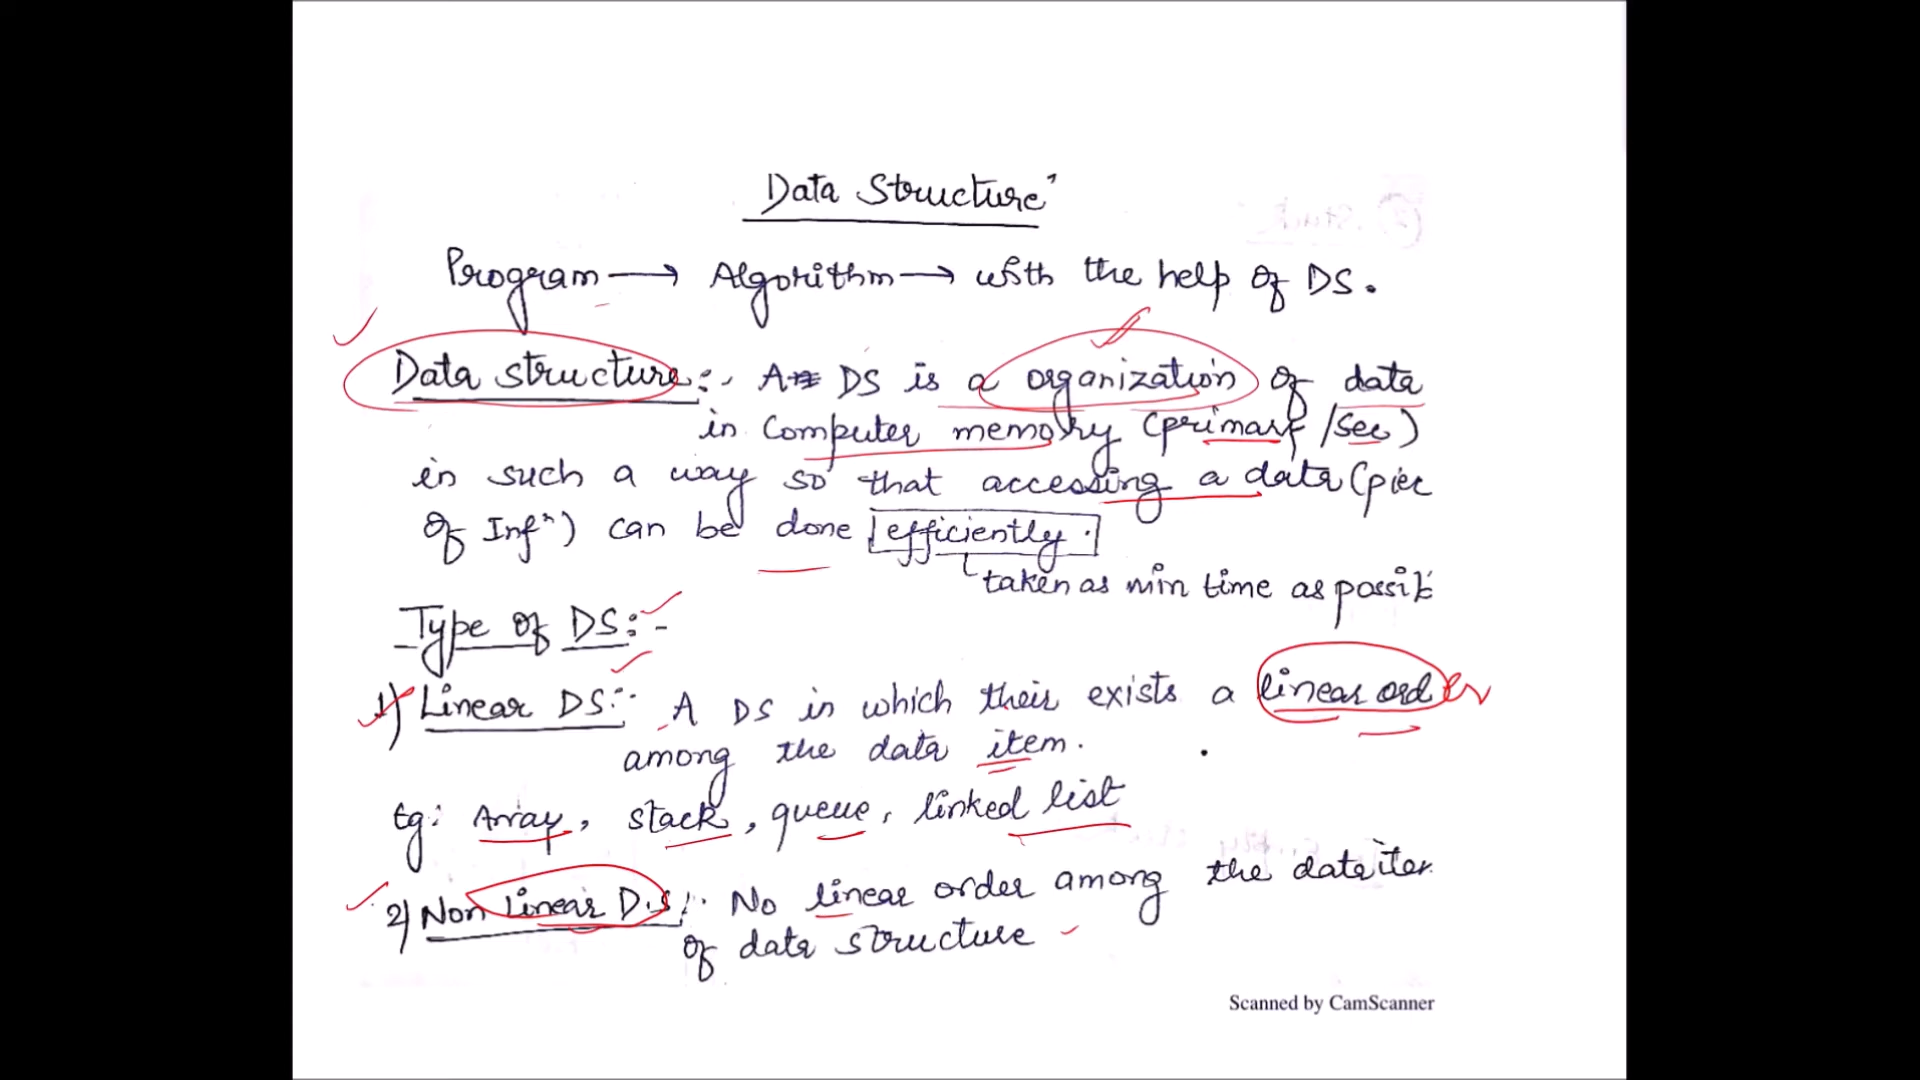 Data Structure
Program → Algorithm → with the help of DS.
Data structure:- A DS is a organization of data
in Computer memory (primary/Sec)
in such a way so that accessing a data (piec
of Infⁿ) can be done efficiently.
taken as min time as possib
Type of DS:-
1) Linear DS:- A DS in which their exists a linear order
among the data item.
Eg: Array, stack, queue, linked list
2) Non Linear D.S:- No linear order among the data item
of data structure
Scanned by CamScanner